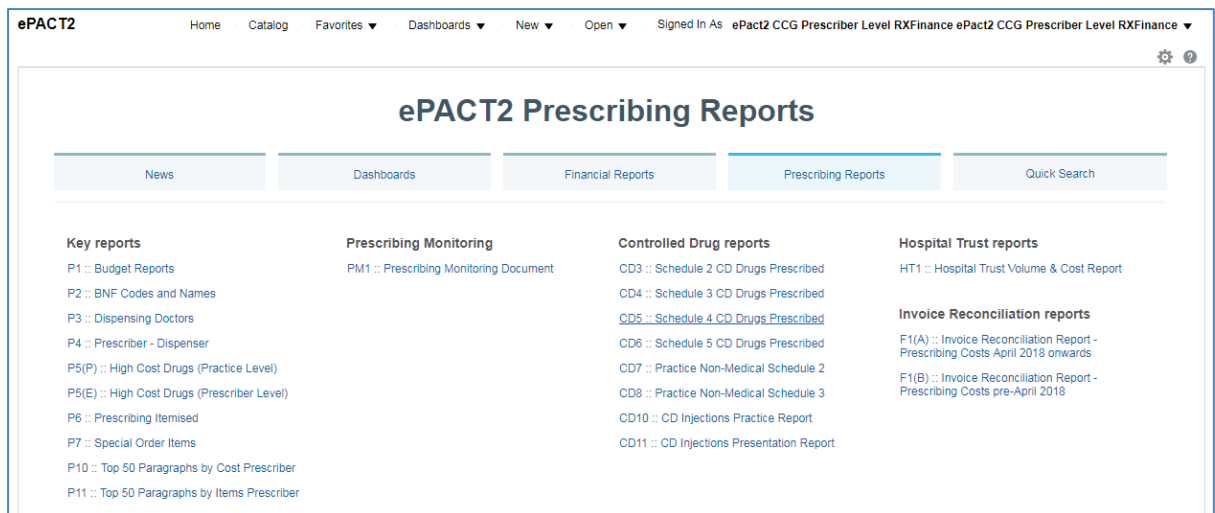 ePACT2 Home Catalog Favorites Dashboards New Open Signed In As ePact2 CCG Prescriber Level RXFinance ePact2 CCG Prescriber Level RXFinance
ePACT2 Prescribing Reports
News Dashboards Financial Reports Prescribing Reports Quick Search
Key reports
P1 :: Budget Reports
P2 :: BNF Codes and Names
P3 :: Dispensing Doctors
P4 :: Prescriber - Dispenser
P5(P) :: High Cost Drugs (Practice Level)
P5(E) :: High Cost Drugs (Prescriber Level)
P6 :: Prescribing Itemised
P7 :: Special Order Items
P10 :: Top 50 Paragraphs by Cost Prescriber
P11 :: Top 50 Paragraphs by Items Prescriber
Prescribing Monitoring
PM1 :: Prescribing Monitoring Document
Controlled Drug reports
CD3 :: Schedule 2 CD Drugs Prescribed
CD4 :: Schedule 3 CD Drugs Prescribed
CD5 :: Schedule 4 CD Drugs Prescribed
CD6 :: Schedule 5 CD Drugs Prescribed
CD7 :: Practice Non-Medical Schedule 2
CD8 :: Practice Non-Medical Schedule 3
CD10 :: CD Injections Practice Report
CD11 :: CD Injections Presentation Report
Hospital Trust reports
HT1 :: Hospital Trust Volume & Cost Report
Invoice Reconciliation reports
F1(A) :: Invoice Reconciliation Report -
Prescribing Costs April 2018 onwards
F1(B) :: Invoice Reconciliation Report -
Prescribing Costs pre-April 2018